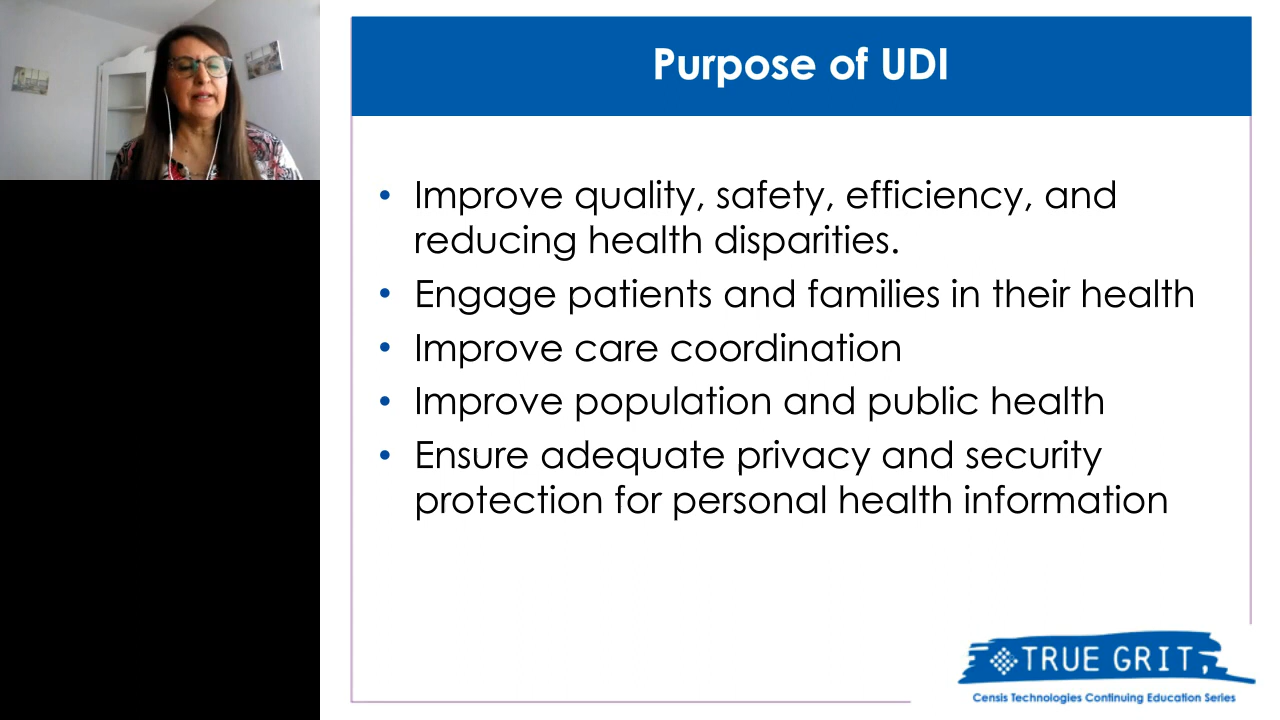 Purpose of UDI
• Improve quality, safety, efficiency, and
reducing health disparities.
• Engage patients and families in their health
• Improve care coordination
• Improve population and public health
• Ensure adequate privacy and security
protection for personal health information
TRUE GRIT
Censis Technologies Continuing Education Series